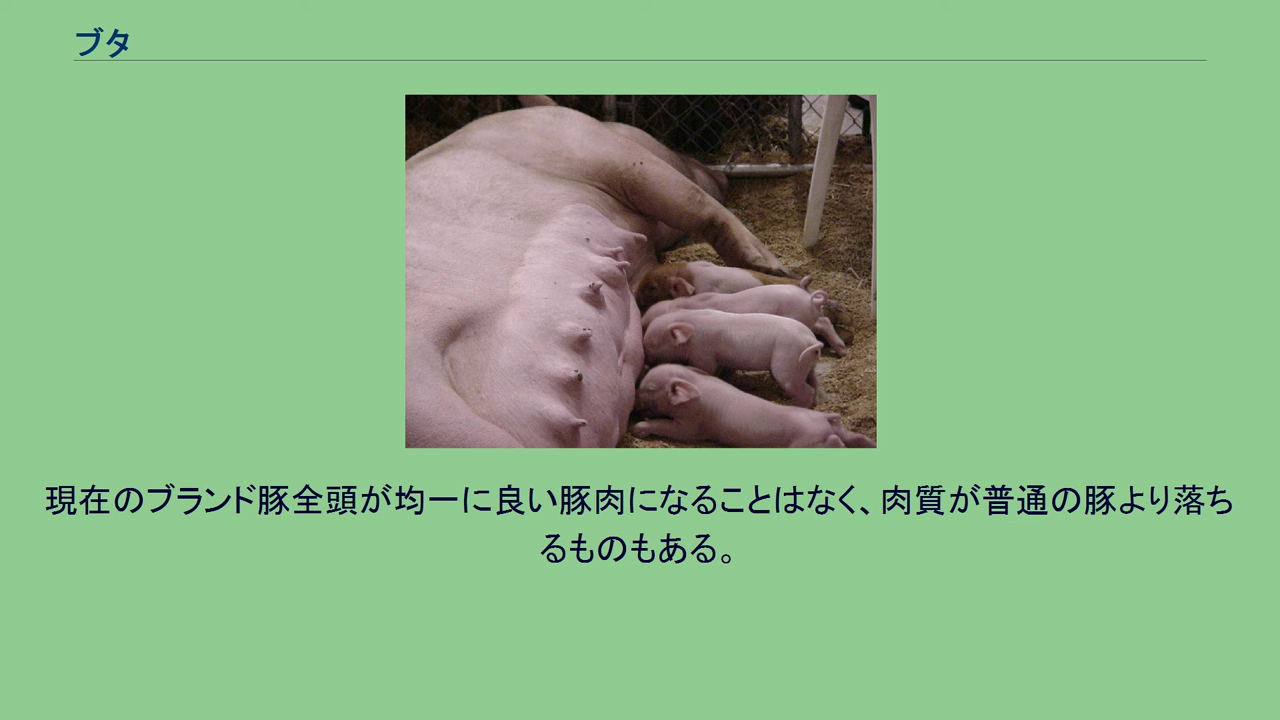 ブタ
現在のブランド豚全頭が均一に良い豚肉になることはなく、肉質が普通の豚より落ち
るものもある。